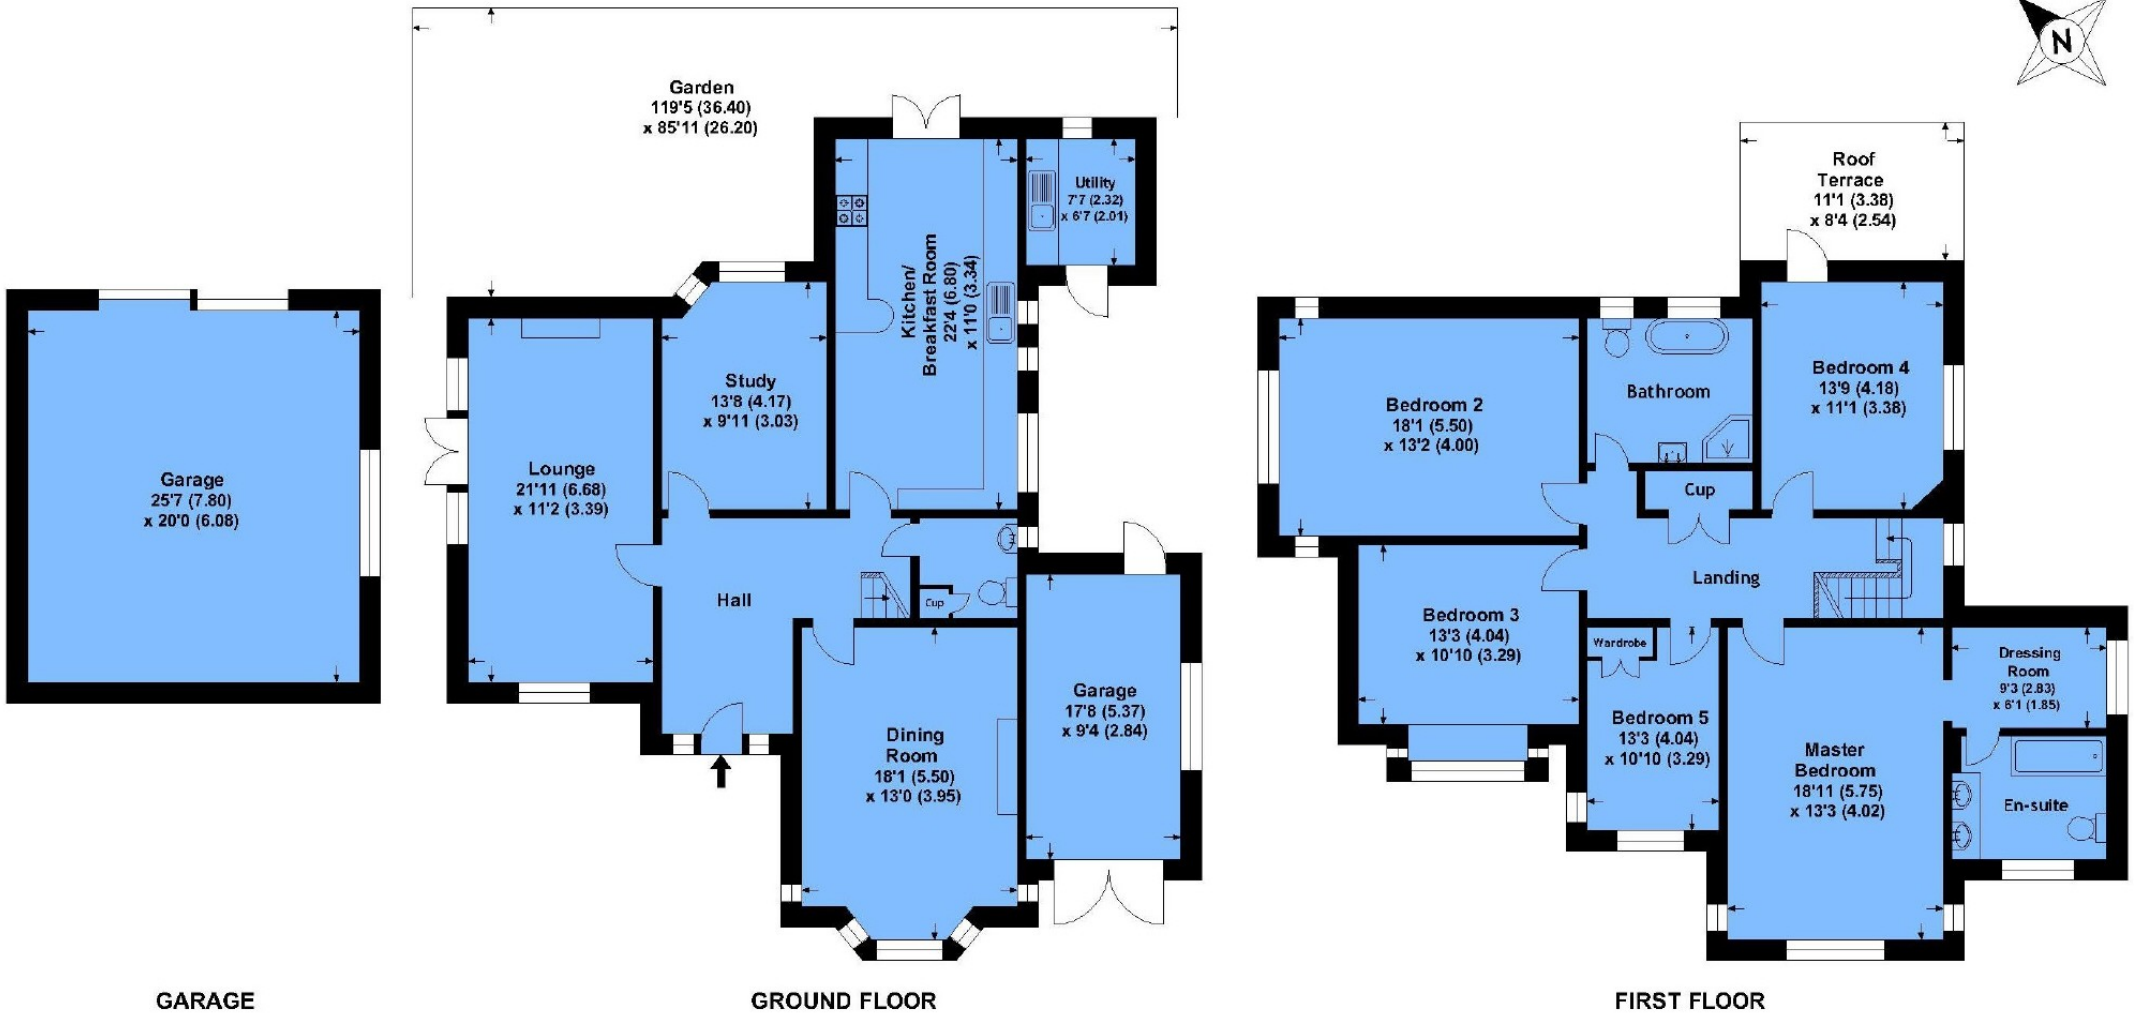 N
Garden
119'5 (36.40)
x 85'11 (26.20)
Utility
7'7 (2.32)
x 6'7 (2.01)
Kitchen/
Breakfast Room
22'4 (6.80)
x 11'0 (3.34)
Study
13'8 (4.17)
x 9'11 (3.03)
Lounge
21'11 (6.68)
x 11'2 (3.39)
Garage
25'7 (7.80)
x 20'0 (6.08)
Hall
Cup
Dining
Room
18'1 (5.50)
x 13'0 (3.95)
Garage
17'8 (5.37)
x 9'4 (2.84)
Roof
Terrace
11'1 (3.38)
x 8'4 (2.54)
Bedroom 2
18'1 (5.50)
x 13'2 (4.00)
Bathroom
Bedroom 4
13'9 (4.18)
x 11'1 (3.38)
Cup
Landing
Bedroom 3
13'3 (4.04)
x 10'10 (3.29)
Wardrobe
Bedroom 5
13'3 (4.04)
x 10'10 (3.29)
Master
Bedroom
18'11 (5.75)
x 13'3 (4.02)
Dressing
Room
9'3 (2.83)
x 6'1 (1.85)
En-suite
GARAGE
GROUND FLOOR
FIRST FLOOR